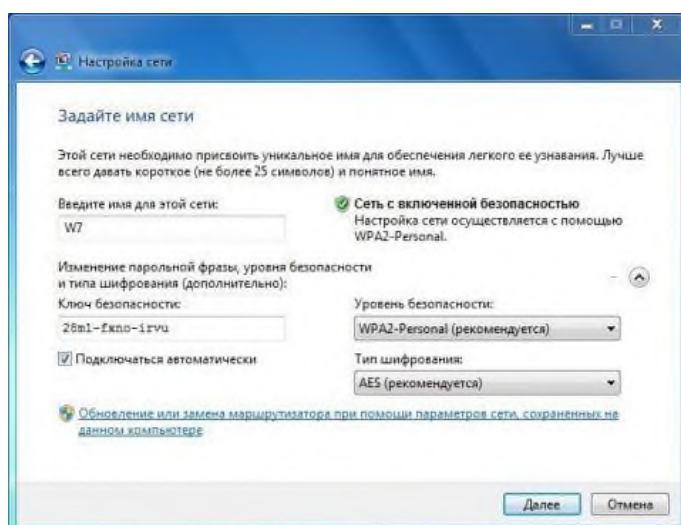 Настройка сети
Задайте имя сети
Этой сети необходимо присвоить уникальное имя для обеспечения легкого ее узнавания. Лучше
всего давать короткое (не более 25 символов) и понятное имя.
Введите имя для этой сети:
W7
Сеть с включенной безопасностью
Настройка сети осуществляется с помощью
WPA2-Personal.
Изменение парольной фразы, уровня безопасности
и типа шифрования (дополнительно):
Ключ безопасности:
28ml-fxno-irvu
Подключаться автоматически
Уровень безопасности:
WPA2-Personal (рекомендуется)
Тип шифрования:
AES (рекомендуется)
Обновление или замена маршрутизатора при помощи параметров сети, сохраненных на
данном компьютере
Далее
Отмена